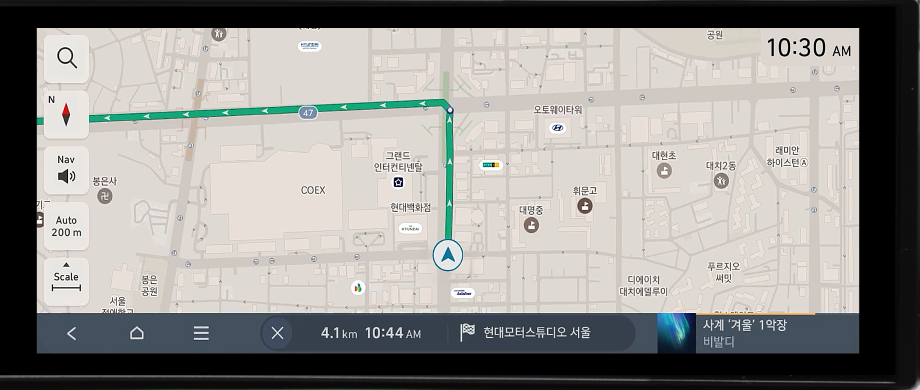 공원
10:30 AM
N
47
오토웨이타워
Nav
그랜드
인터컨티넨탈
대현초
대치2동
래미안
하이스턴Ⓐ
봉은사
COEX
휘문고
현대백화점
대명중
Auto
200 m
Scale
봉은
공원
디에이치
대치에델루이
푸르지오
써밋
서울
4.1 km 10:44 AM
현대모터스튜디오 서울
사계 '겨울' 1악장
비발디